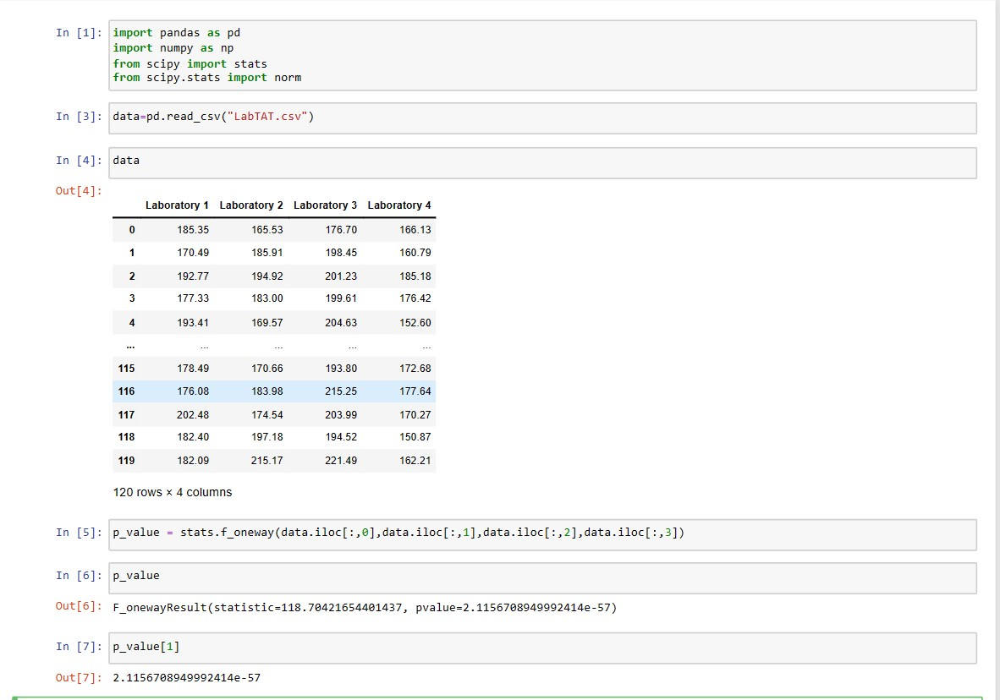 In [1]: import pandas as pd
import numpy as np
from scipy import stats
from scipy.stats import norm
In [3]: data=pd.read_csv("LabTAT.csv")
In [4]: data
Out[4]:
Laboratory 1 Laboratory 2 Laboratory 3 Laboratory 4
0 185.35 165.53 176.70 166.13
1 170.49 185.91 198.45 160.79
2 192.77 194.92 201.23 185.18
3 177.33 183.00 199.61 176.42
4 193.41 169.57 204.63 152.60
... ... ... ... ...
115 178.49 170.66 193.80 172.68
116 176.08 183.98 215.25 177.64
117 202.48 174.54 203.99 170.27
118 182.40 197.18 194.52 150.87
119 182.09 215.17 221.49 162.21
120 rows × 4 columns
In [5]: p_value = stats.f_oneway(data.iloc[:,0],data.iloc[:,1],data.iloc[:,2],data.iloc[:,3])
In [6]: p_value
Out[6]: F_onewayResult(statistic=118.70421654401437, pvalue=2.1156708949992414e-57)
In [7]: p_value[1]
Out[7]: 2.1156708949992414e-57